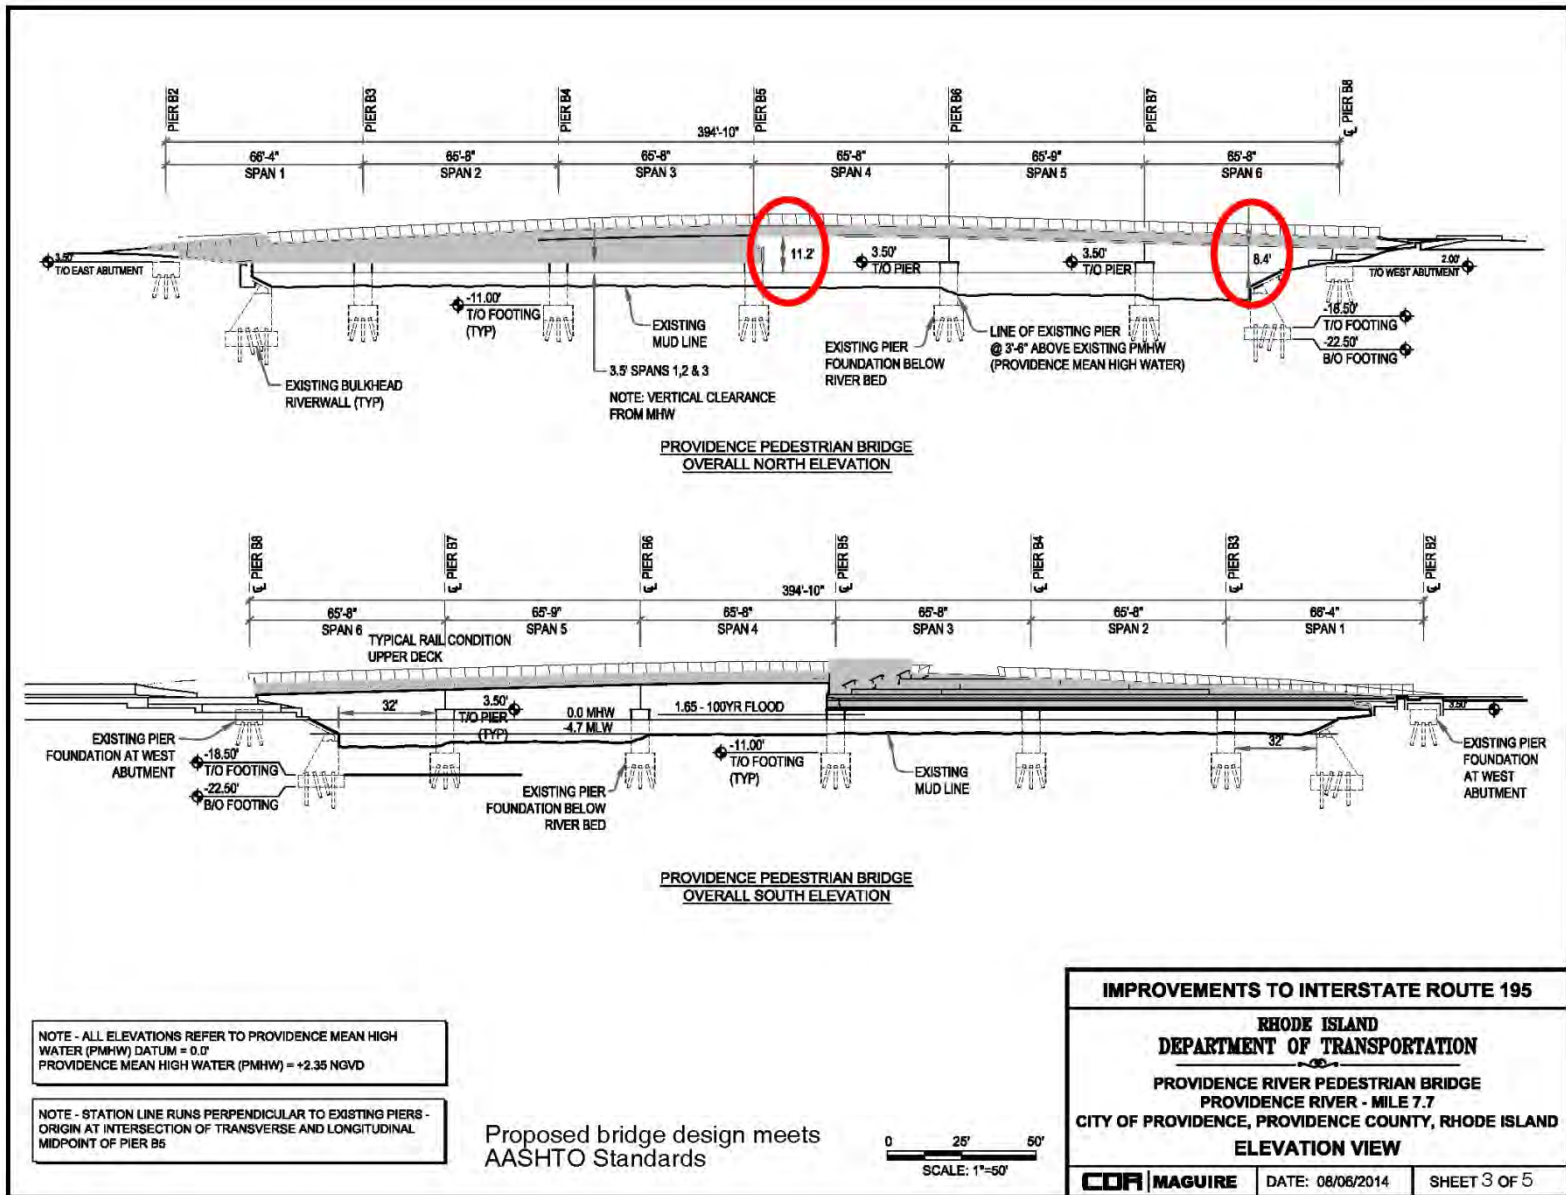 PIER B2
PIER B3
PIER B4
PIER B5
PIER B6
PIER B7
℄ PIER B8
394'-10"
66'-4"
SPAN 1
65'-8"
SPAN 2
65'-8"
SPAN 3
65'-8"
SPAN 4
65'-9"
SPAN 5
65'-8"
SPAN 6
3.50'
T/O EAST ABUTMENT
11.2'
3.50'
T/O PIER
3.50'
T/O PIER
8.4'
2.00'
T/O WEST ABUTMENT
-11.00'
T/O FOOTING
(TYP)
EXISTING
MUD LINE
EXISTING PIER
FOUNDATION BELOW
RIVER BED
LINE OF EXISTING PIER
@ 3'-6" ABOVE EXISTING PMHW
(PROVIDENCE MEAN HIGH WATER)
-18.50'
T/O FOOTING
-22.50'
B/O FOOTING
EXISTING BULKHEAD
RIVERWALL (TYP)
3.5' SPANS 1,2 & 3
NOTE: VERTICAL CLEARANCE
FROM MHW
PROVIDENCE PEDESTRIAN BRIDGE
OVERALL NORTH ELEVATION
℄ PIER B8
℄ PIER B7
℄ PIER B6
℄ PIER B5
℄ PIER B4
℄ PIER B3
℄ PIER B2
394'-10"
65'-8"
SPAN 6
65'-9"
SPAN 5
65'-8"
SPAN 4
65'-8"
SPAN 3
65'-8"
SPAN 2
66'-4"
SPAN 1
TYPICAL RAIL CONDITION
UPPER DECK
32'
3.50'
T/O PIER
(TYP)
0.0 MHW
-4.7 MLW
1.65 - 100YR FLOOD
3.50'
EXISTING PIER
FOUNDATION AT WEST
ABUTMENT
-18.50'
T/O FOOTING
-22.50'
B/O FOOTING
EXISTING PIER
FOUNDATION BELOW
RIVER BED
-11.00'
T/O FOOTING
(TYP)
EXISTING
MUD LINE
32'
EXISTING PIER
FOUNDATION
AT WEST
ABUTMENT
PROVIDENCE PEDESTRIAN BRIDGE
OVERALL SOUTH ELEVATION
NOTE - ALL ELEVATIONS REFER TO PROVIDENCE MEAN HIGH
WATER (PMHW) DATUM = 0.0'
PROVIDENCE MEAN HIGH WATER (PMHW) = +2.35 NGVD
NOTE - STATION LINE RUNS PERPENDICULAR TO EXISTING PIERS -
ORIGIN AT INTERSECTION OF TRANSVERSE AND LONGITUDINAL
MIDPOINT OF PIER B5
Proposed bridge design meets
AASHTO Standards
0 25' 50'
SCALE: 1"=50'
IMPROVEMENTS TO INTERSTATE ROUTE 195
RHODE ISLAND
DEPARTMENT OF TRANSPORTATION
PROVIDENCE RIVER PEDESTRIAN BRIDGE
PROVIDENCE RIVER - MILE 7.7
CITY OF PROVIDENCE, PROVIDENCE COUNTY, RHODE ISLAND
ELEVATION VIEW
CDR MAGUIRE
DATE: 08/06/2014
SHEET 3 OF 5